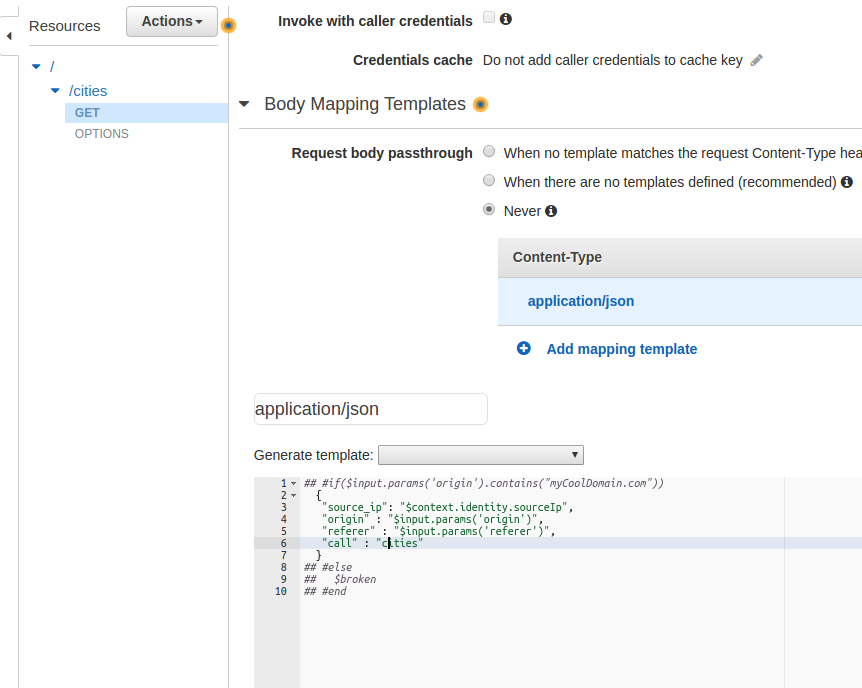 Resources
Actions
/
/cities
GET
OPTIONS
Invoke with caller credentials
Credentials cache Do not add caller credentials to cache key
Body Mapping Templates
Request body passthrough
When no template matches the request Content-Type hea
When there are no templates defined (recommended)
Never
Content-Type
application/json
Add mapping template
application/json
Generate template:
1 ## #if($input.params('origin').contains("myCoolDomain.com"))
2 {
3 "source_ip": "$context.identity.sourceIp",
4 "origin" : "$input.params('origin')",
5 "referer" : "$input.params('referer')",
6 "call" : "cities"
7 }
8 ## #else
9 ## $broken
10 ## #end